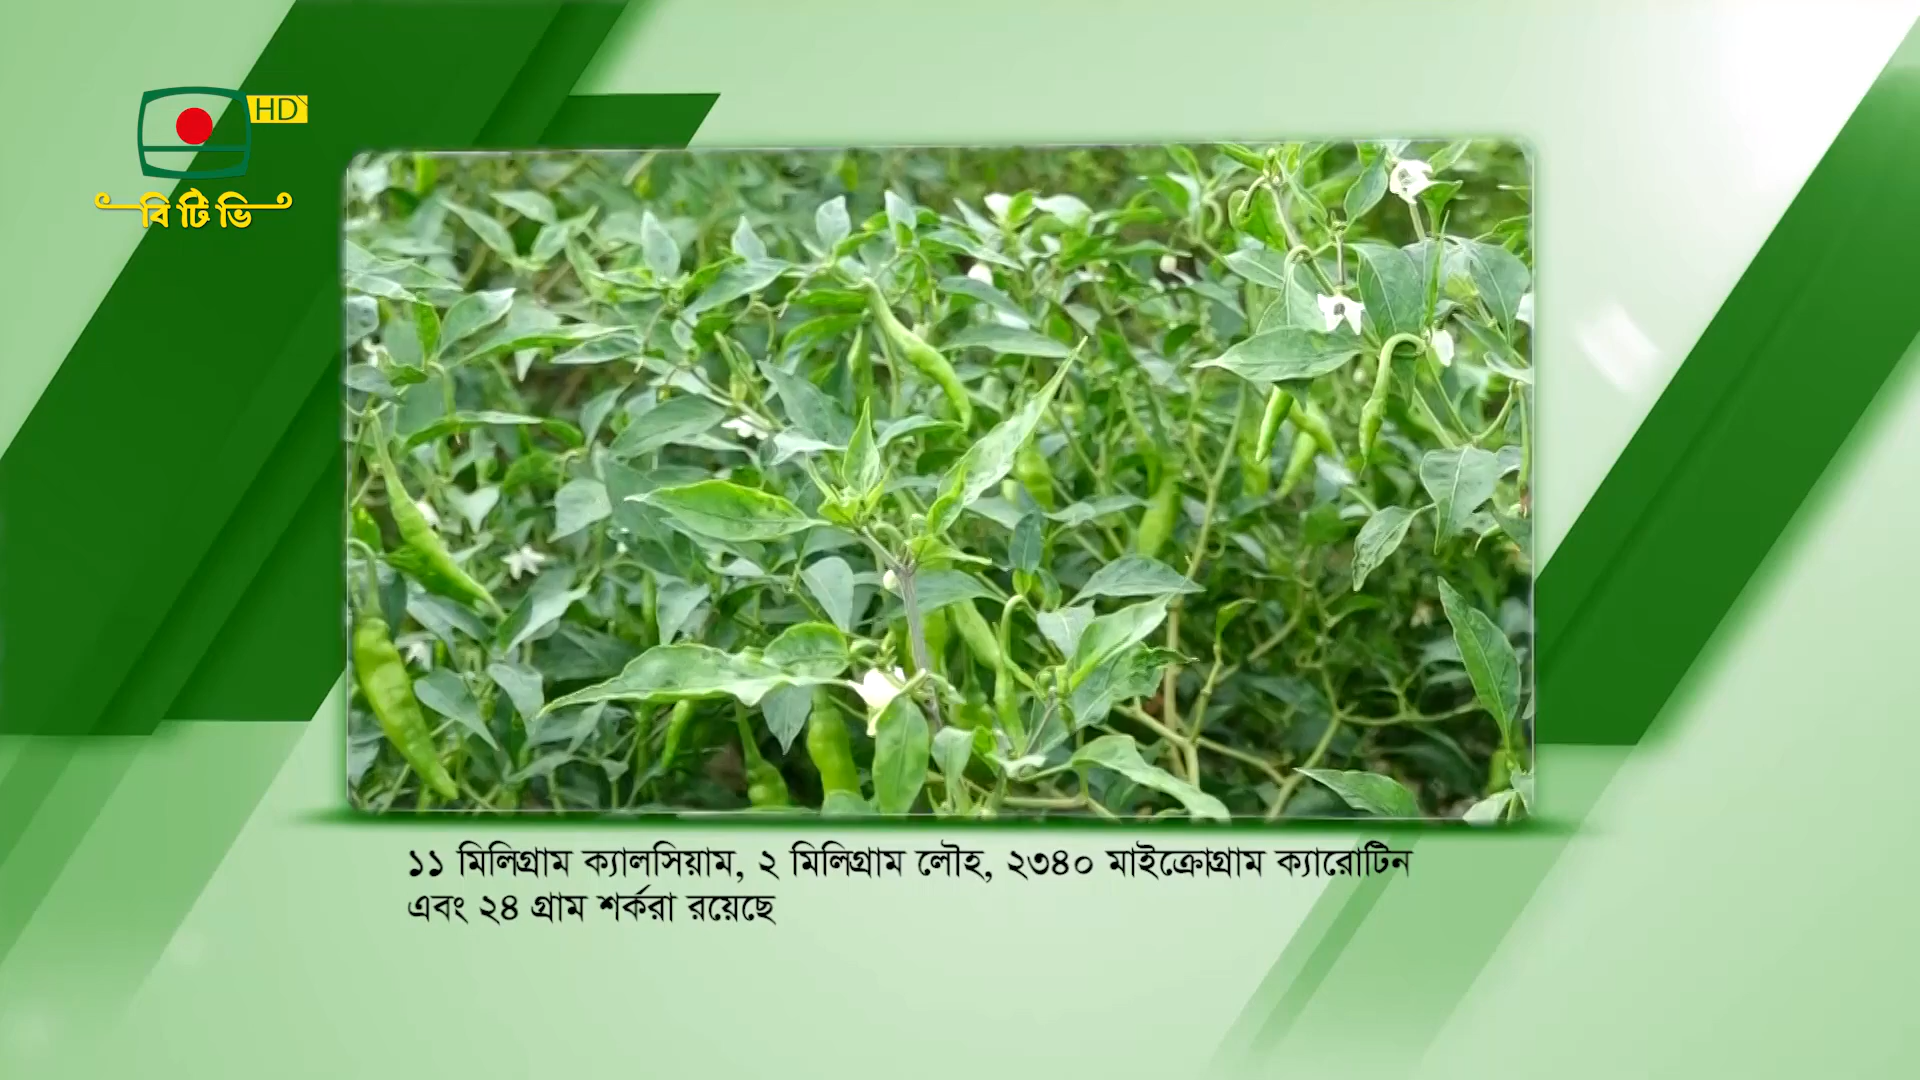 HD
বি টি ভি
১১ মিলিগ্রাম ক্যালসিয়াম, ২ মিলিগ্রাম লৌহ, ২৩৪০ মাইক্রোগ্রাম ক্যারোটিন
এবং ২৪ গ্রাম শর্করা রয়েছে